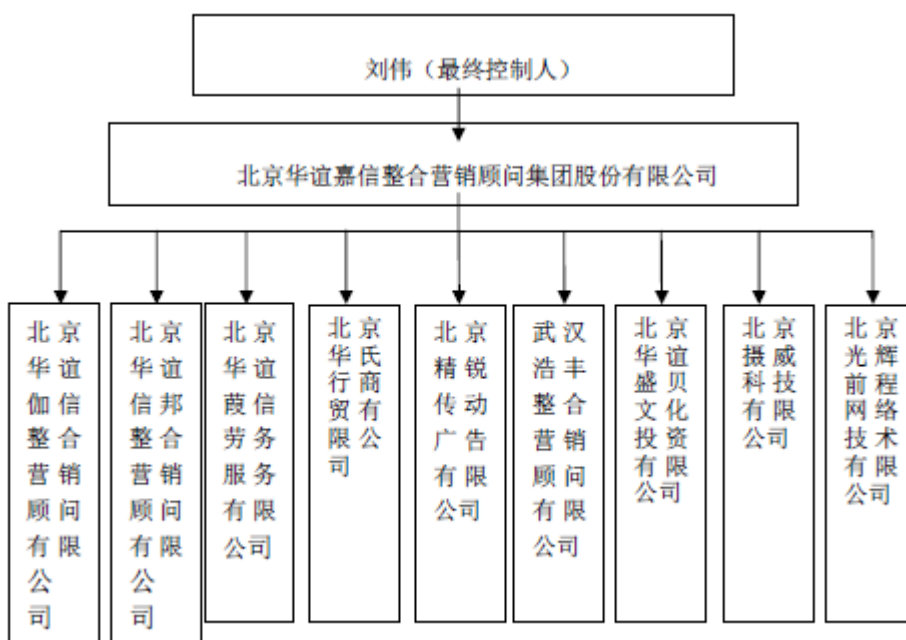 刘伟（最终控制人）
北京华谊嘉信整合营销顾问集团股份有限公司
北京
华谊
伽信
整合
营销
顾问
有限
公
司
北京
华谊
信邦
整合
营销
顾问
有限
公
司
北京
华谊
葭信
劳务
服务
有限
公司
北京
华氏
行商
贸有
限公
司
北京
精锐
传动
广告
有限
公司
武汉
浩丰
整合
营销
顾问
有限
公司
北京
华谊
盛贝
文化
投资
有限
公司
北京
摄威
科技
有限
公司
北京
光辉
前程
网络
技术
有限
公司